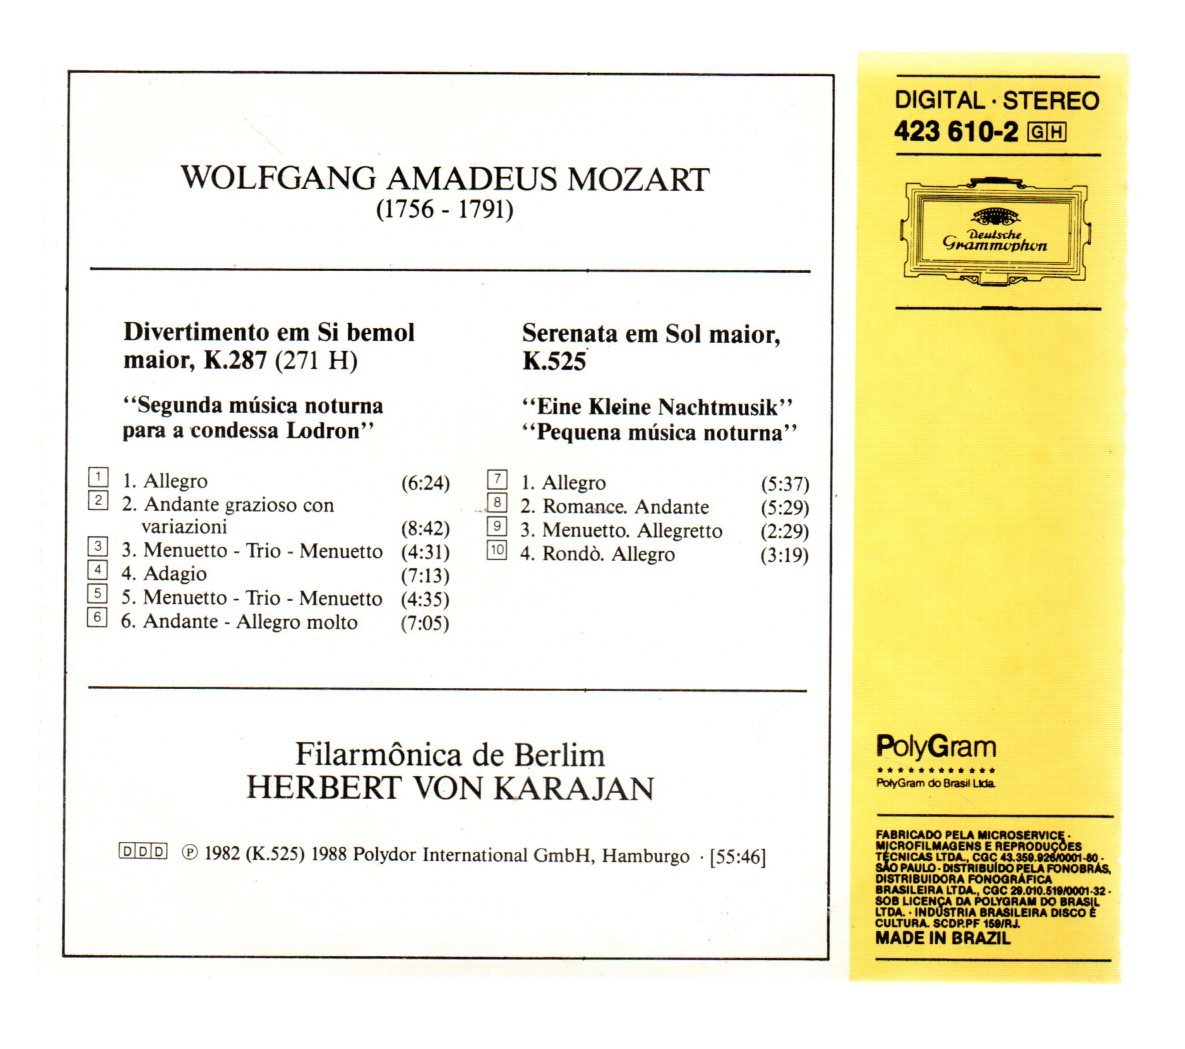 WOLFGANG AMADEUS MOZART
(1756 - 1791)
Divertimento em Si bemol
maior, K.287 (271 H)
“Segunda música noturna
para a condessa Lodron”
1 1. Allegro (6:24)
2 2. Andante grazioso con
variazioni (8:42)
3 3. Menuetto - Trio - Menuetto (4:31)
4 4. Adagio (7:13)
5 5. Menuetto - Trio - Menuetto (4:35)
6 6. Andante - Allegro molto (7:05)
Serenata em Sol maior,
K.525
“Eine Kleine Nachtmusik”
“Pequena música noturna”
7 1. Allegro (5:37)
8 2. Romance. Andante (5:29)
9 3. Menuetto. Allegretto (2:29)
10 4. Rondò. Allegro (3:19)
Filarmônica de Berlim
HERBERT VON KARAJAN
DDD ℗ 1982 (K.525) 1988 Polydor International GmbH, Hamburgo · [55:46]
DIGITAL · STEREO
423 610-2 GH
Deutsche
Grammophon
PolyGram
PolyGram do Brasil Ltda.
FABRICADO PELA MICROSERVICE -
MICROFILMAGENS E REPRODUÇÕES
TÉCNICAS LTDA., CGC 43.359.926/0001-80 -
SÃO PAULO - DISTRIBUÍDO PELA FONOBRÁS,
DISTRIBUIDORA FONOGRÁFICA
BRASILEIRA LTDA., CGC 29.010.519/0001-32 -
SOB LICENÇA DA POLYGRAM DO BRASIL
LTDA. - INDÚSTRIA BRASILEIRA DISCO É
CULTURA. SCDP.PF 159/RJ.
MADE IN BRAZIL